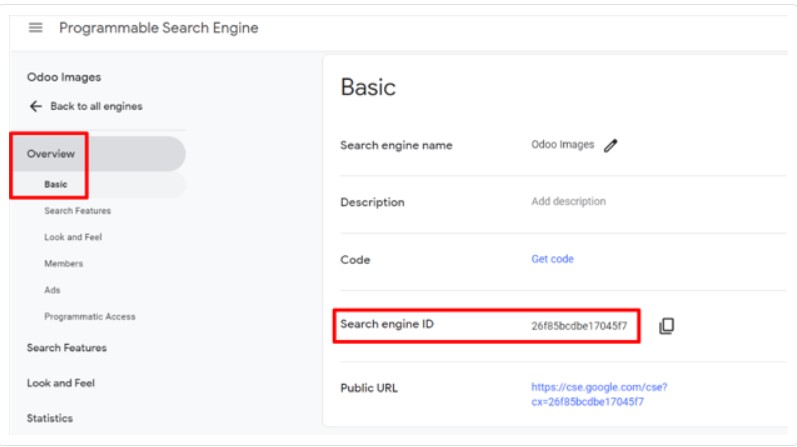 Programmable Search Engine
Odoo Images
Back to all engines
Overview
Basic
Search Features
Look and Feel
Members
Ads
Programmatic Access
Search Features
Look and Feel
Statistics
Basic
Search engine name Odoo Images
Description Add description
Code Get code
Search engine ID 26f85bcdbe17045f7
Public URL https://cse.google.com/cse?
cx=26f85bcdbe17045f7